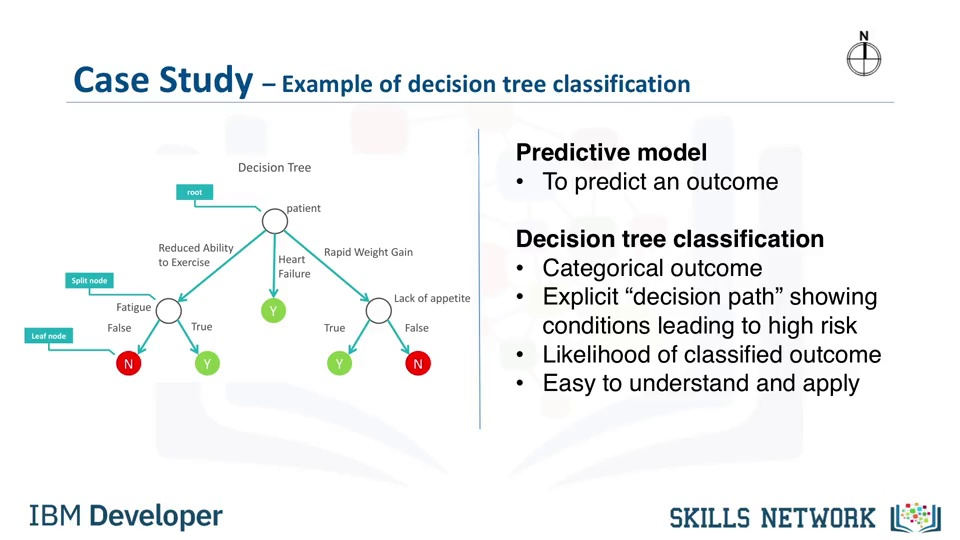 N
Case Study – Example of decision tree classification
Decision Tree
root
patient
Reduced Ability
to Exercise
Heart
Failure
Rapid Weight Gain
Split node
Fatigue
Y
Lack of appetite
False
True
True
False
Leaf node
N
Y
Y
N
Predictive model
• To predict an outcome
Decision tree classification
• Categorical outcome
• Explicit “decision path” showing
conditions leading to high risk
• Likelihood of classified outcome
• Easy to understand and apply
IBM Developer
SKILLS NETWORK